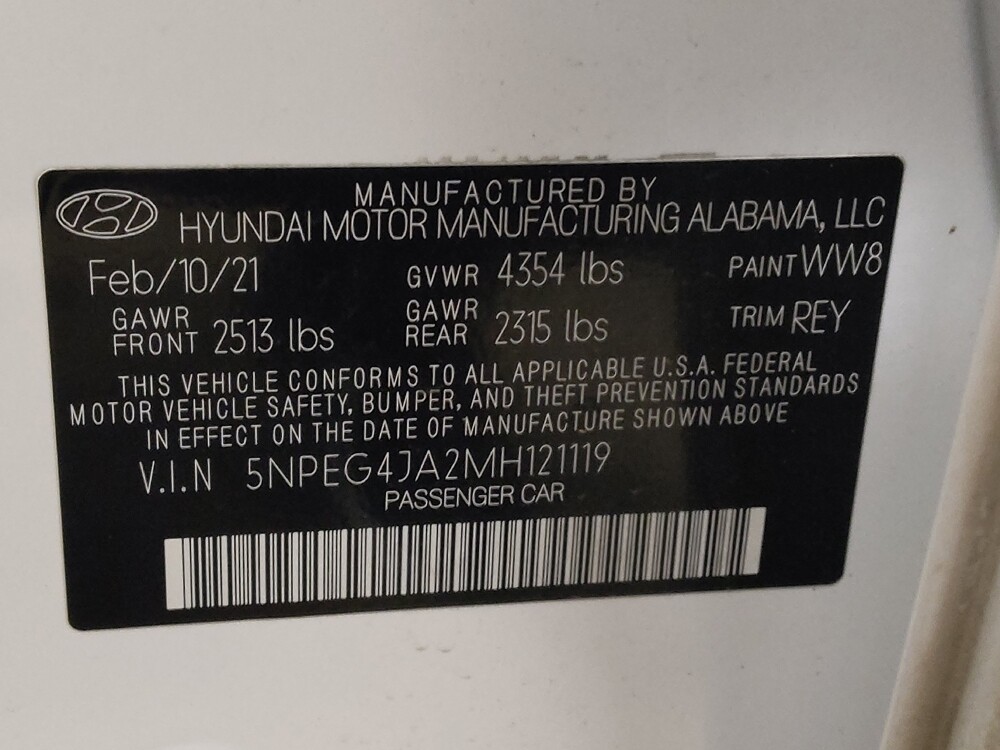 MANUFACTURED BY
HYUNDAI MOTOR MANUFACTURING ALABAMA, LLC
Feb/10/21 GVWR 4354 lbs PAINT WW8
GAWR FRONT 2513 lbs GAWR REAR 2315 lbs TRIM REY
THIS VEHICLE CONFORMS TO ALL APPLICABLE U.S.A. FEDERAL
MOTOR VEHICLE SAFETY, BUMPER, AND THEFT PREVENTION STANDARDS
IN EFFECT ON THE DATE OF MANUFACTURE SHOWN ABOVE
V.I.N 5NPEG4JA2MH121119
PASSENGER CAR